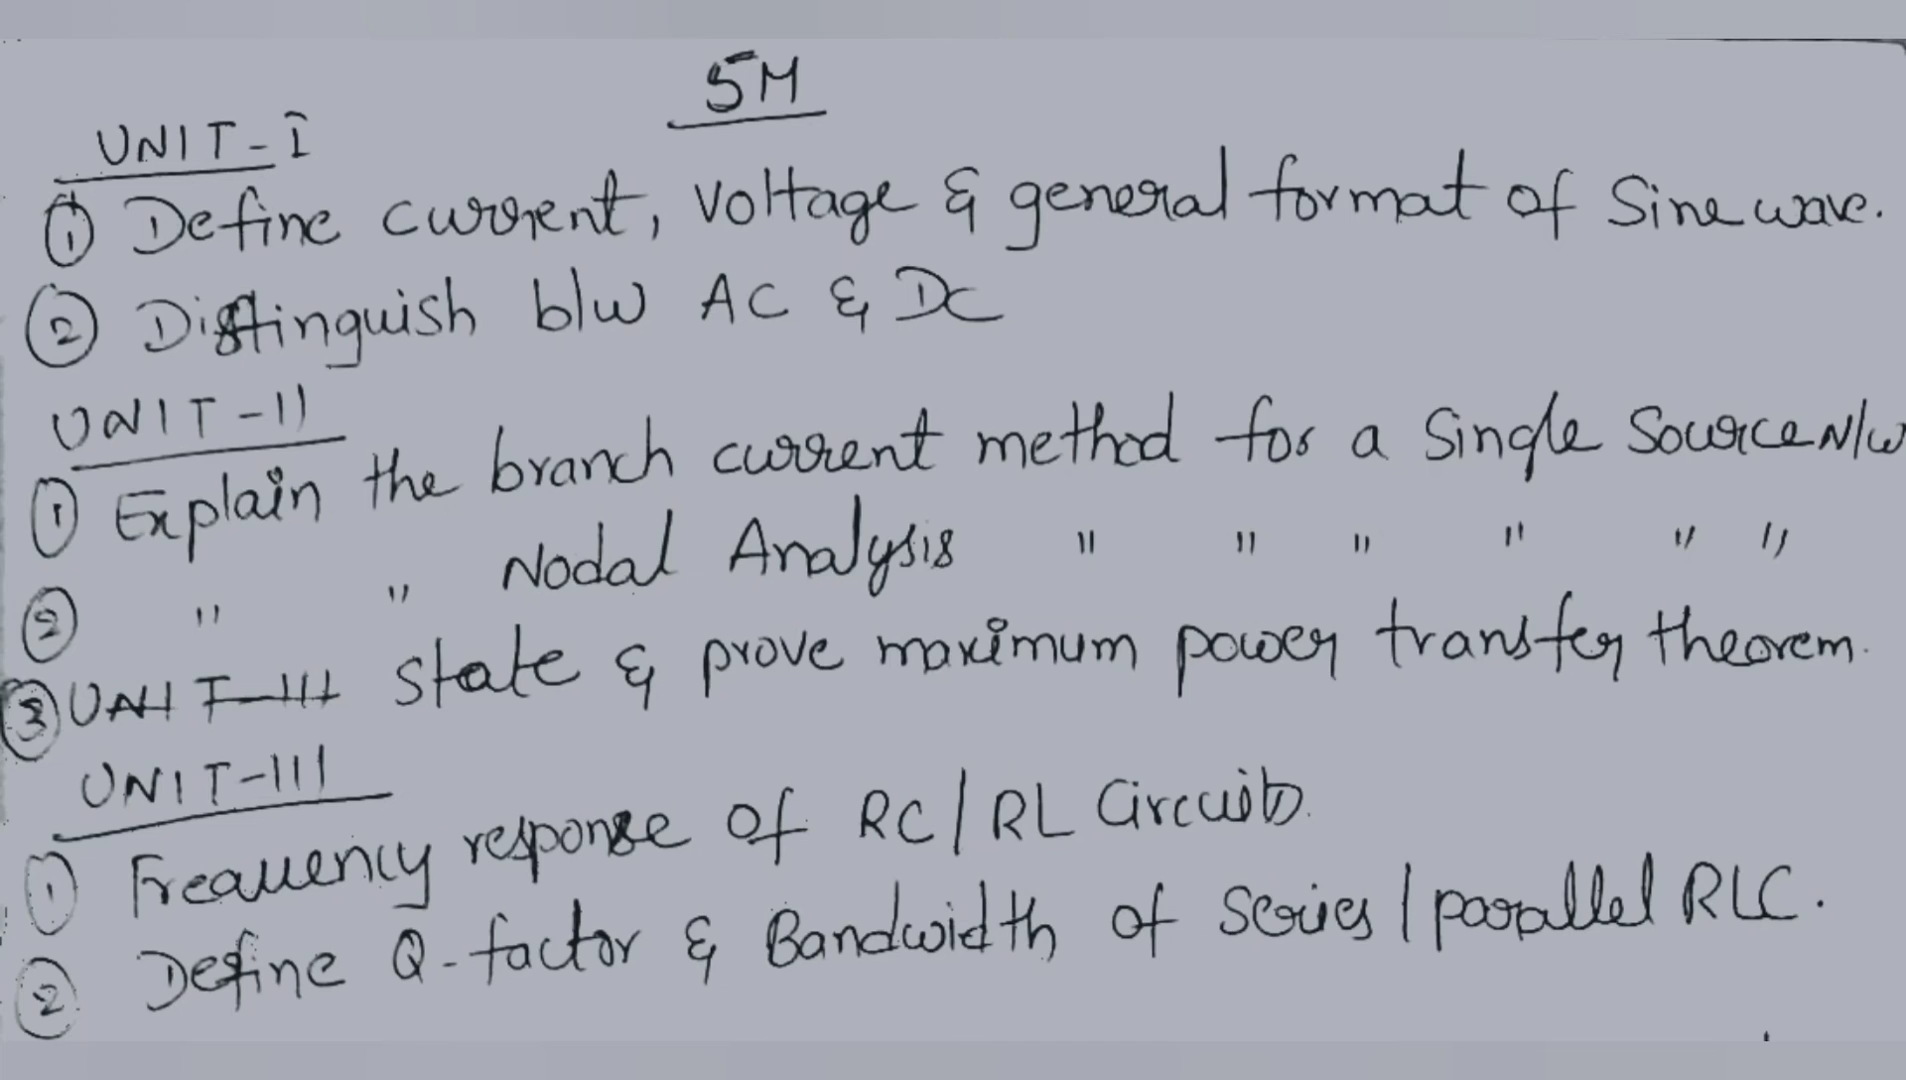 5M
UNIT-I
① Define current, Voltage & general format of Sine wave.
② Distinguish b/w AC & DC
UNIT-II
① Explain the branch current method for a Single Source N/w
② " " Nodal Analysis " " " " " "
③ UNIT-III State & prove maximum power transfer theorem.
UNIT-III
① Frequency response of RC/RL Circuits.
② Define Q-factor & Bandwidth of series/parallel RLC.